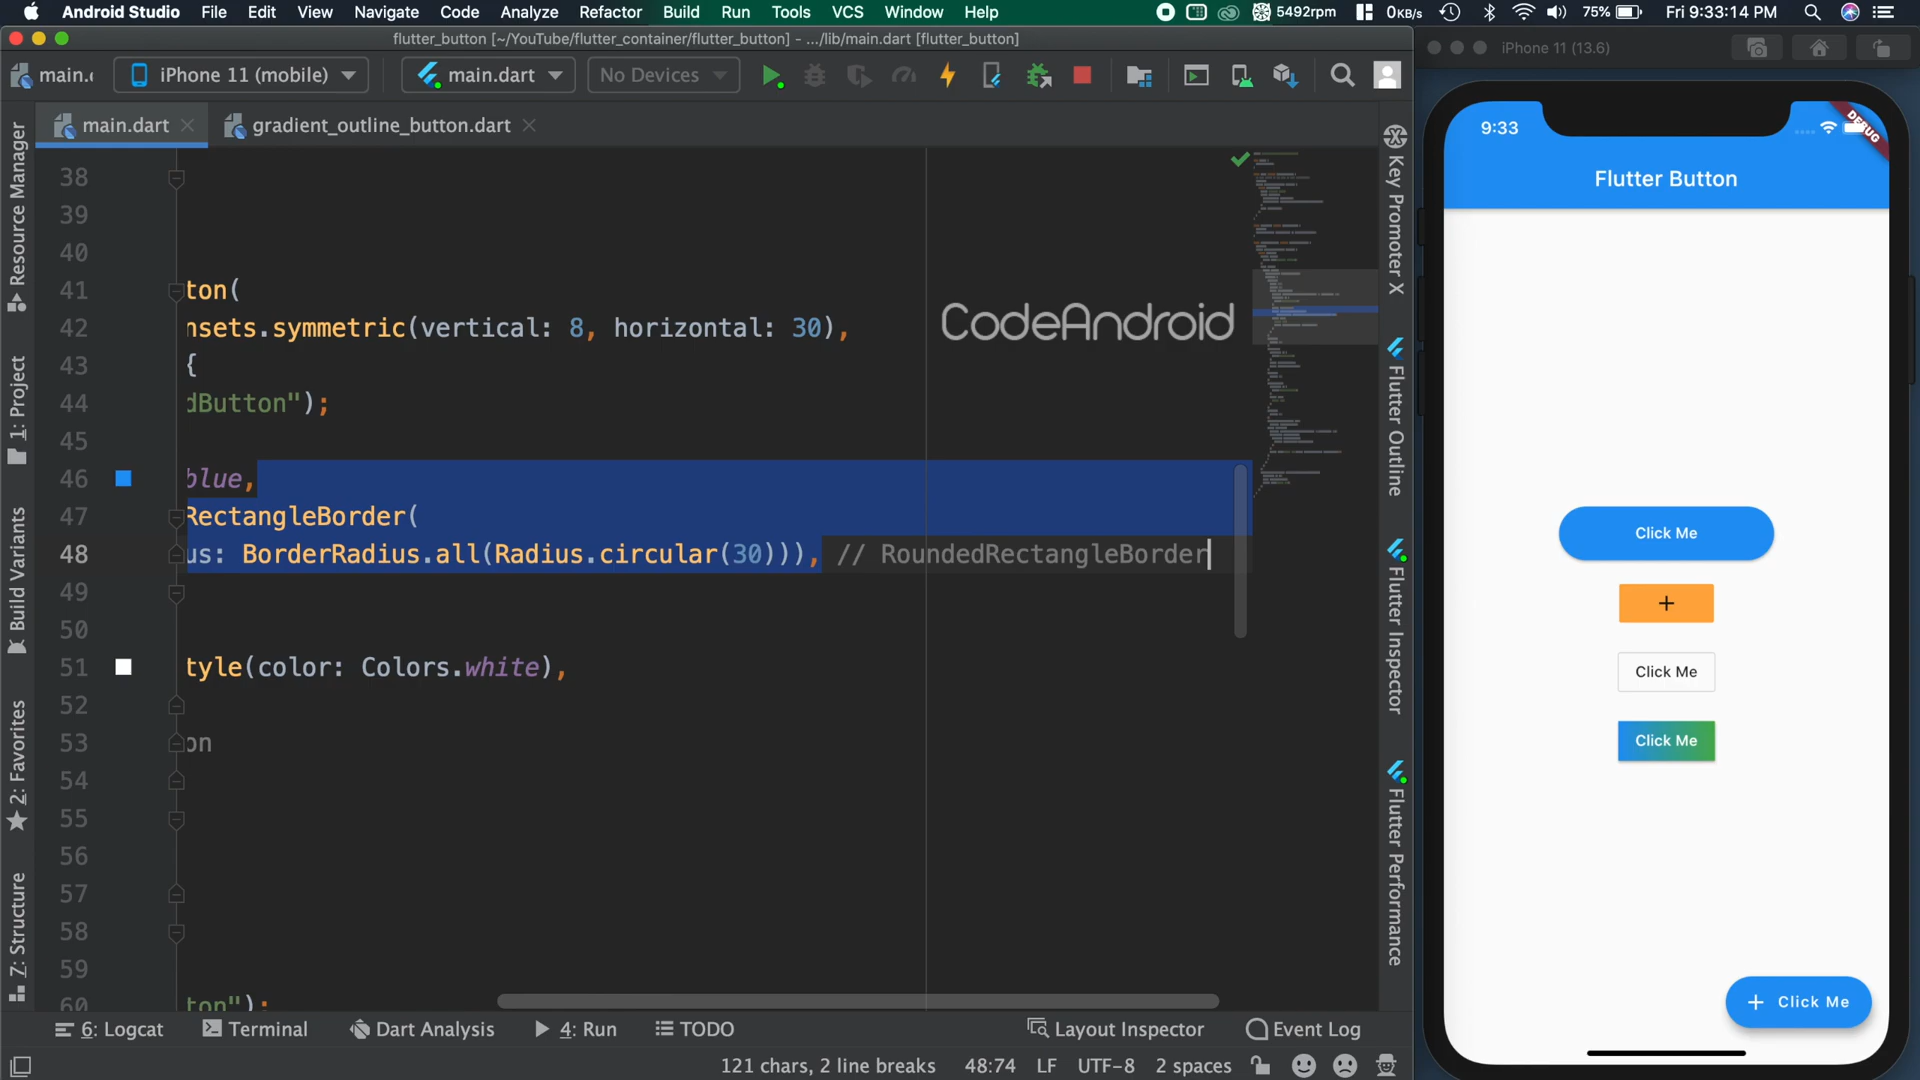 Android Studio File Edit View Navigate Code Analyze Refactor Build Run Tools VCS Window Help 5492rpm 0KB/s 75% Fri 9:33:14 PM
flutter_button [~/YouTube/flutter_container/flutter_button] - .../lib/main.dart [flutter_button]
iPhone 11 (13.6)
main.
iPhone 11 (mobile)
main.dart
No Devices
main.dart
gradient_outline_button.dart
38
39
40
41 ton(
42 nsets.symmetric(vertical: 8, horizontal: 30),
43 {
44 dButton");
45
46 blue,
47 RectangleBorder(
48 us: BorderRadius.all(Radius.circular(30))), // RoundedRectangleBorder
49
50
51 tyle(color: Colors.white),
52
53 on
54
55
56
57
58
59
60 ton");
CodeAndroid
Resource Manager
1: Project
Build Variants
2: Favorites
7: Structure
Key Promoter X
Flutter Outline
Flutter Inspector
Flutter Performance
6: Logcat
Terminal
Dart Analysis
4: Run
TODO
Layout Inspector
Event Log
121 chars, 2 line breaks 48:74 LF UTF-8 2 spaces
9:33
DEBUG
Flutter Button
Click Me
+
Click Me
Click Me
+ Click Me